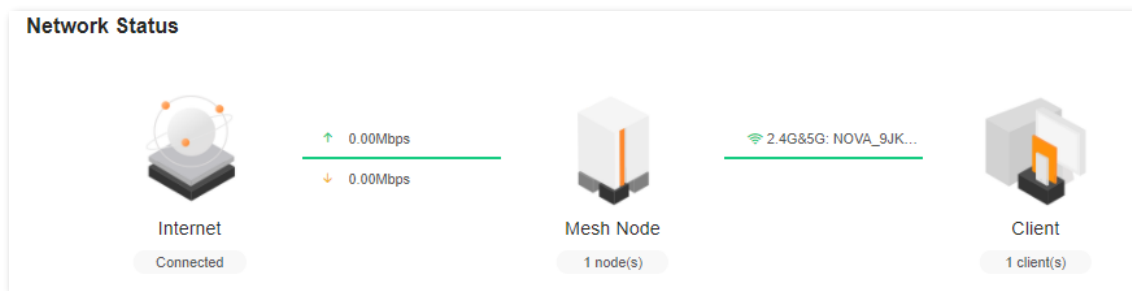 Network Status
0.00Mbps
2.4G&5G: NOVA_9JK...
0.00Mbps
Internet
Mesh Node
Client
Connected
1 node(s)
1 client(s)